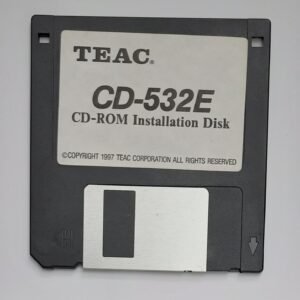 TEAC®
CD-532E
CD-ROM Installation Disk
©COPYRIGHT 1997 TEAC CORPORATION ALL RIGHTS RESERVED